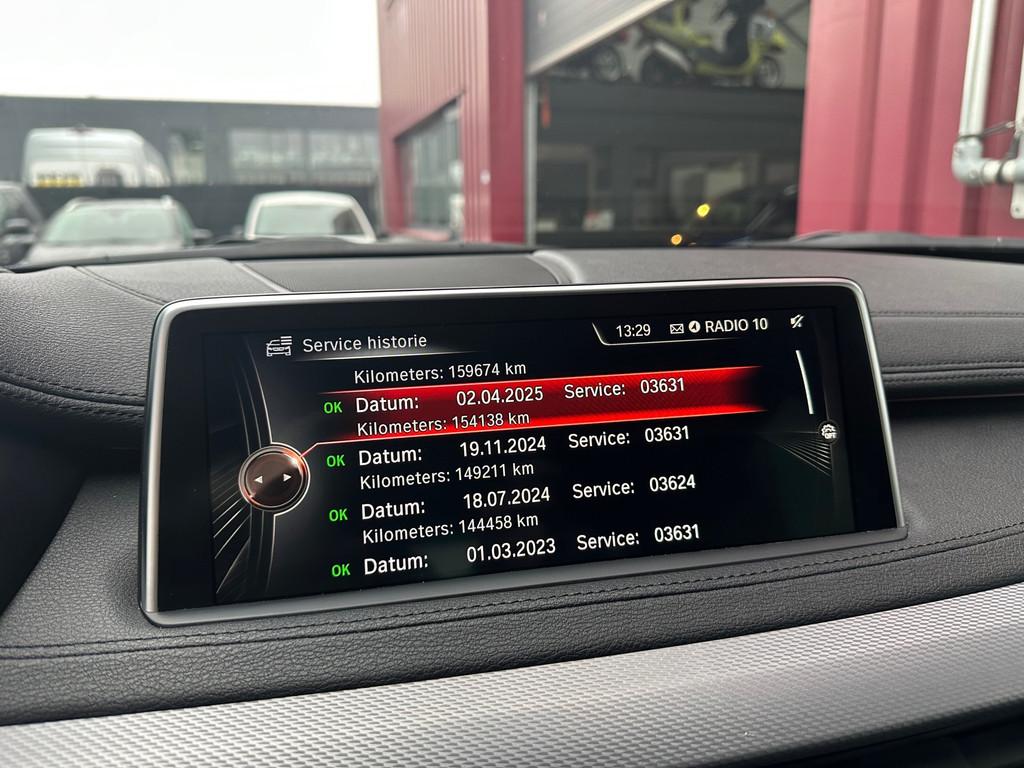 Service historie
13:29 4 RADIO 10
Kilometers: 159674 km
OK Datum: 02.04.2025 Service: 03631
Kilometers: 154138 km
OK Datum: 19.11.2024 Service: 03631
Kilometers: 149211 km
OK Datum: 18.07.2024 Service: 03624
Kilometers: 144458 km
OK Datum: 01.03.2023 Service: 03631
OFF